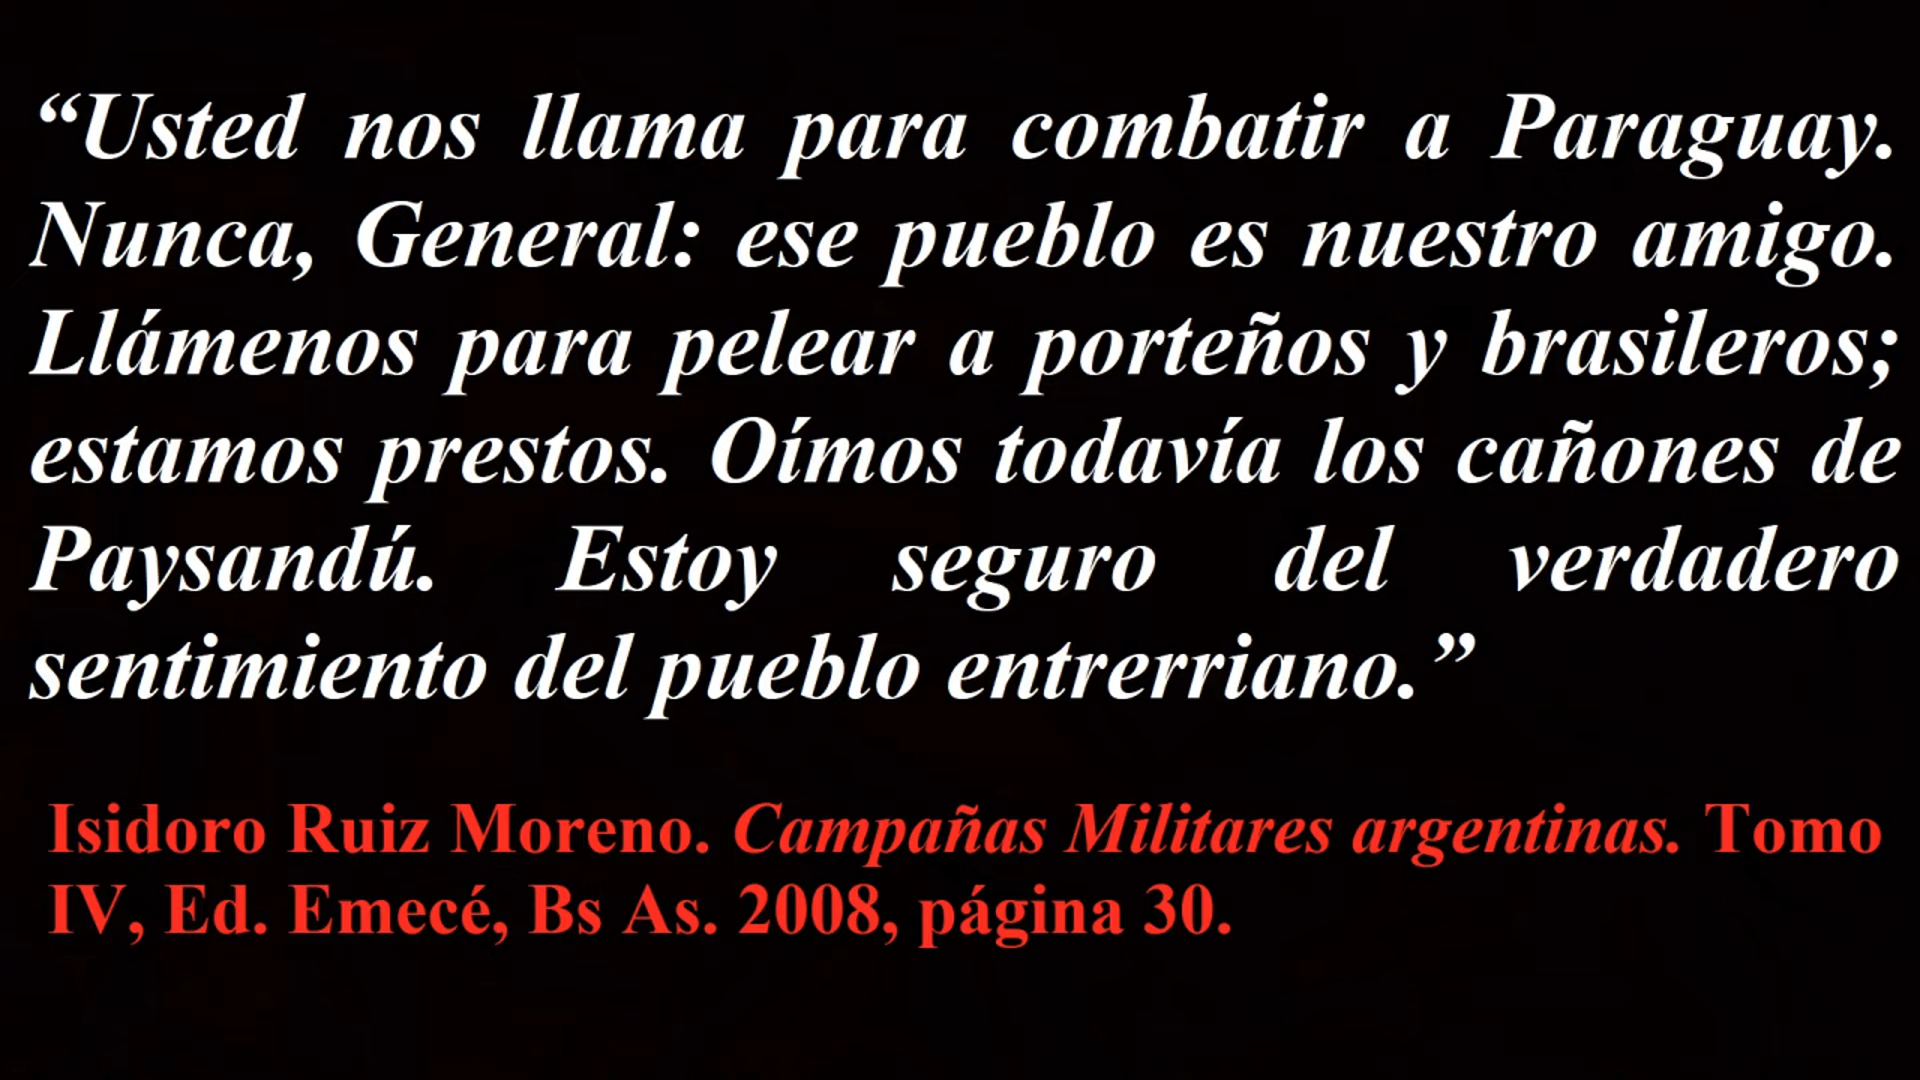 “Usted nos llama para combatir a Paraguay.
Nunca, General: ese pueblo es nuestro amigo.
Llámenos para pelear a porteños y brasileros;
estamos prestos. Oímos todavía los cañones de
Paysandú. Estoy seguro del verdadero
sentimiento del pueblo entrerriano.”
Isidoro Ruiz Moreno. Campañas Militares argentinas. Tomo
IV, Ed. Emecé, Bs As. 2008, página 30.